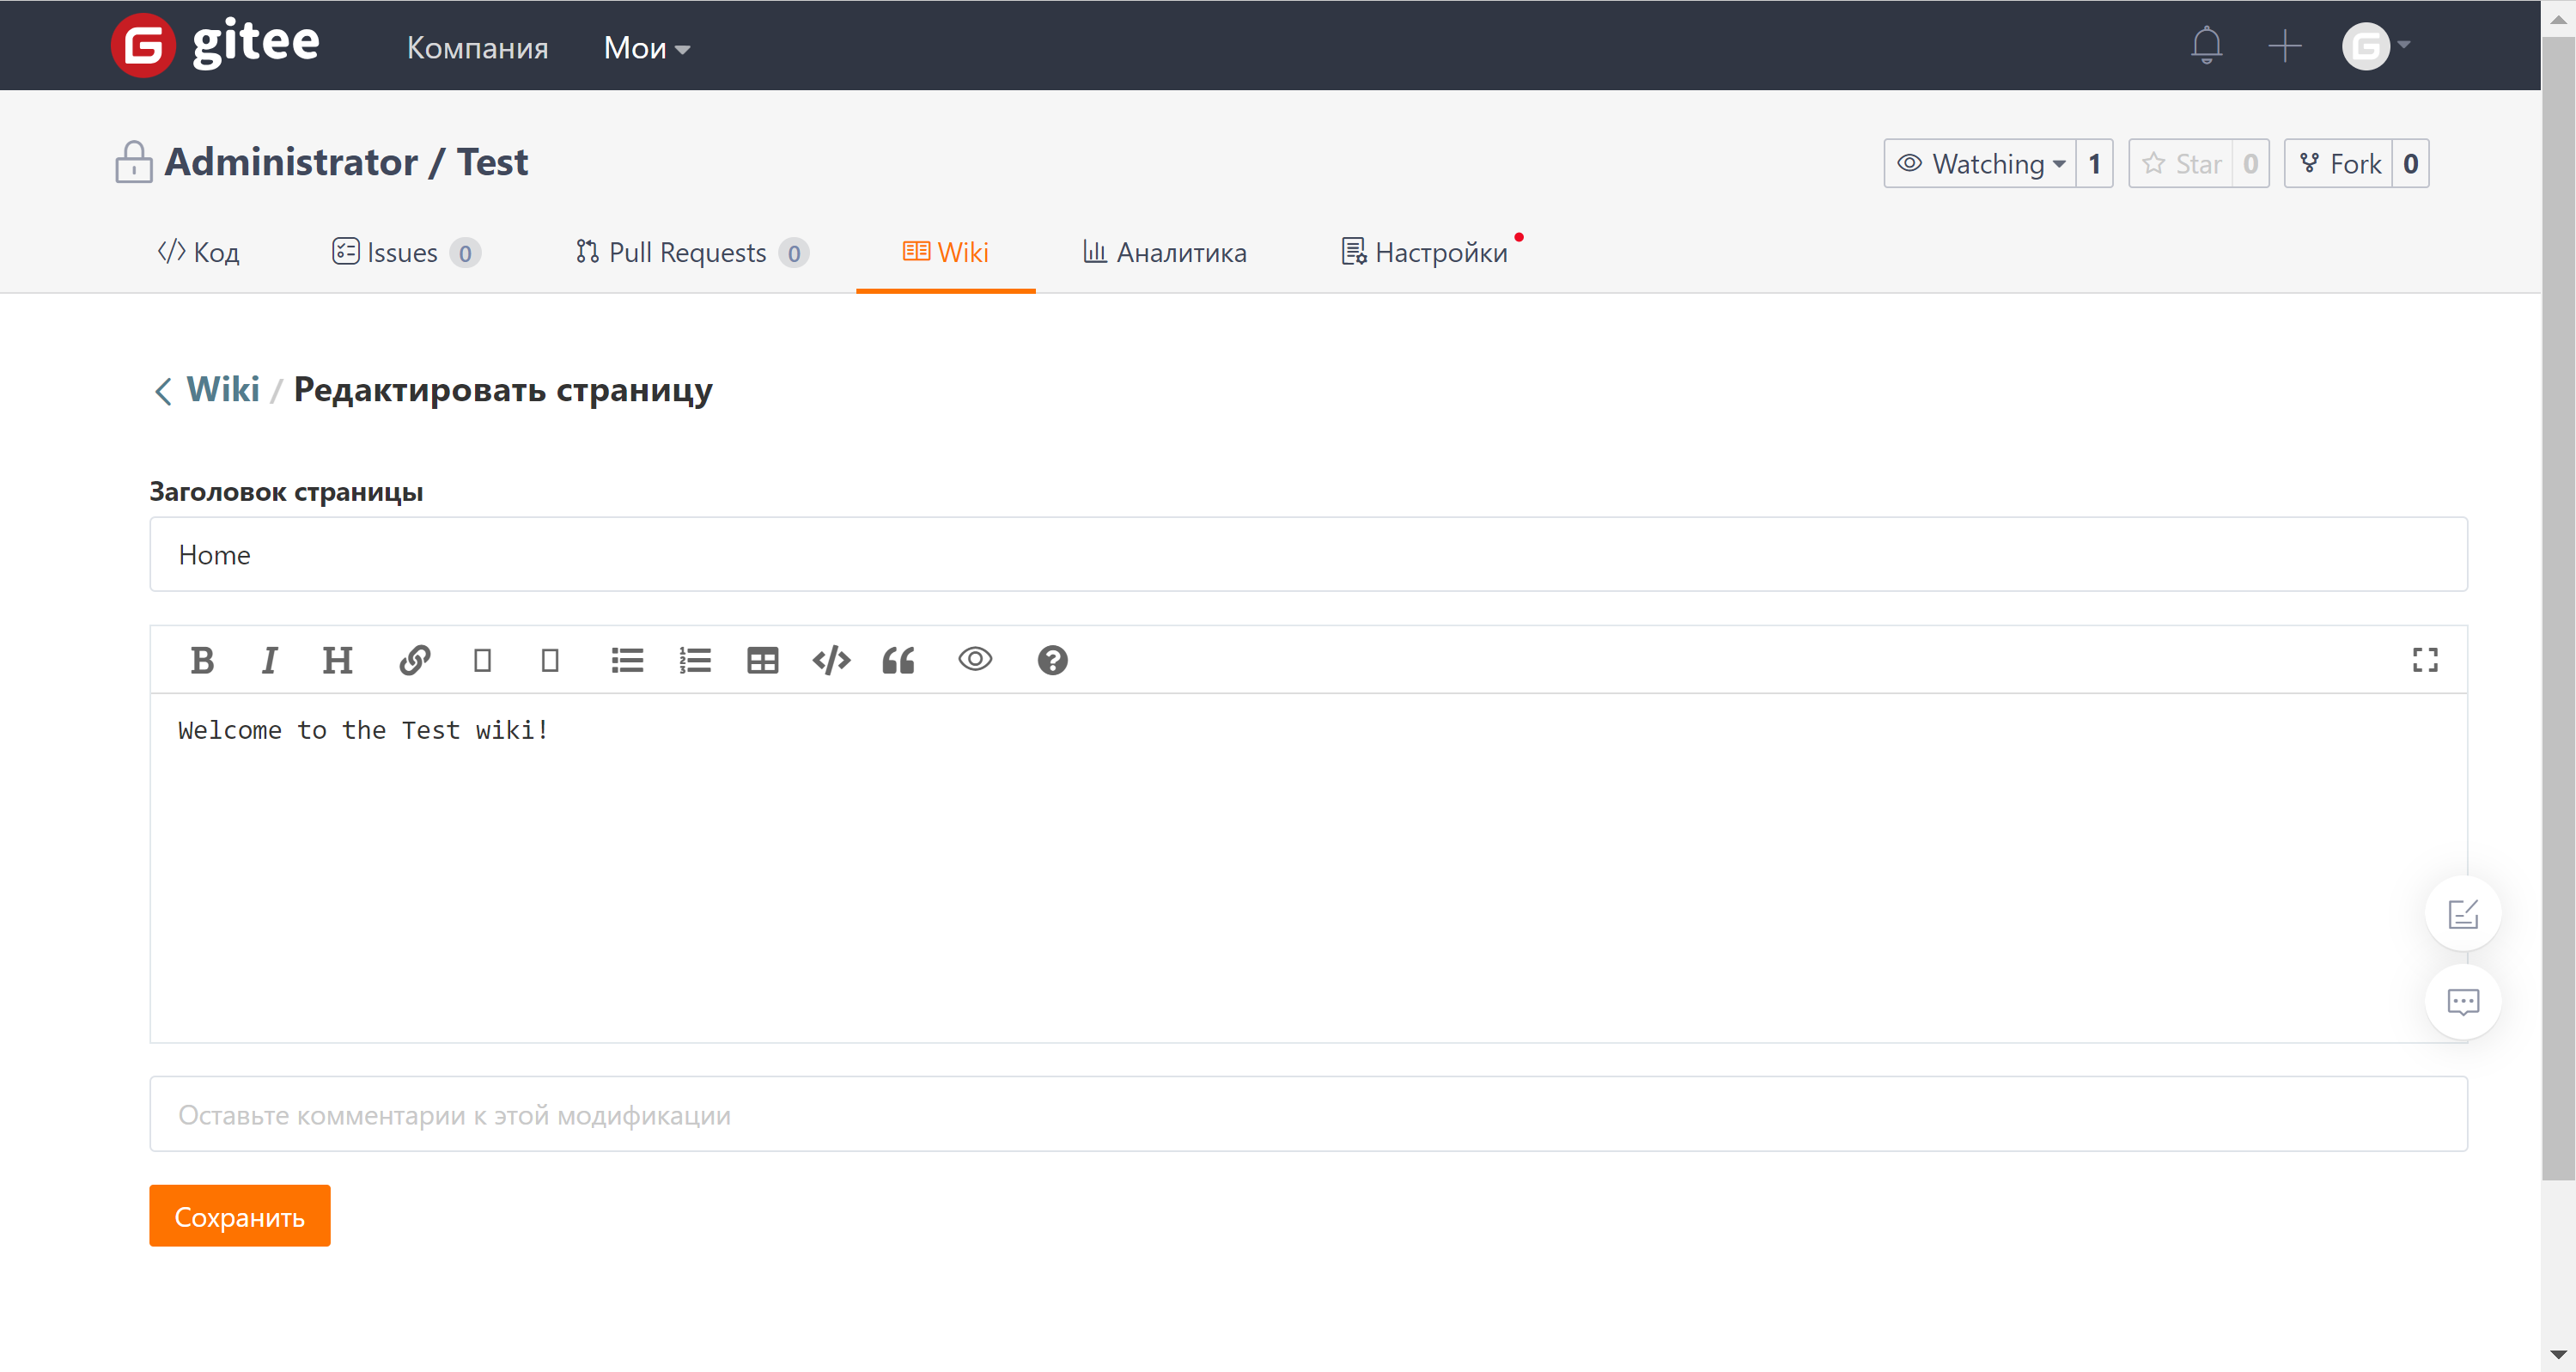 gitee Компания Мои
Administrator / Test Watching 1 Star 0 Fork 0
Код Issues 0 Pull Requests 0 Wiki Аналитика Настройки
Wiki / Редактировать страницу
Заголовок страницы
Home
Welcome to the Test wiki!
Оставьте комментарии к этой модификации
Сохранить